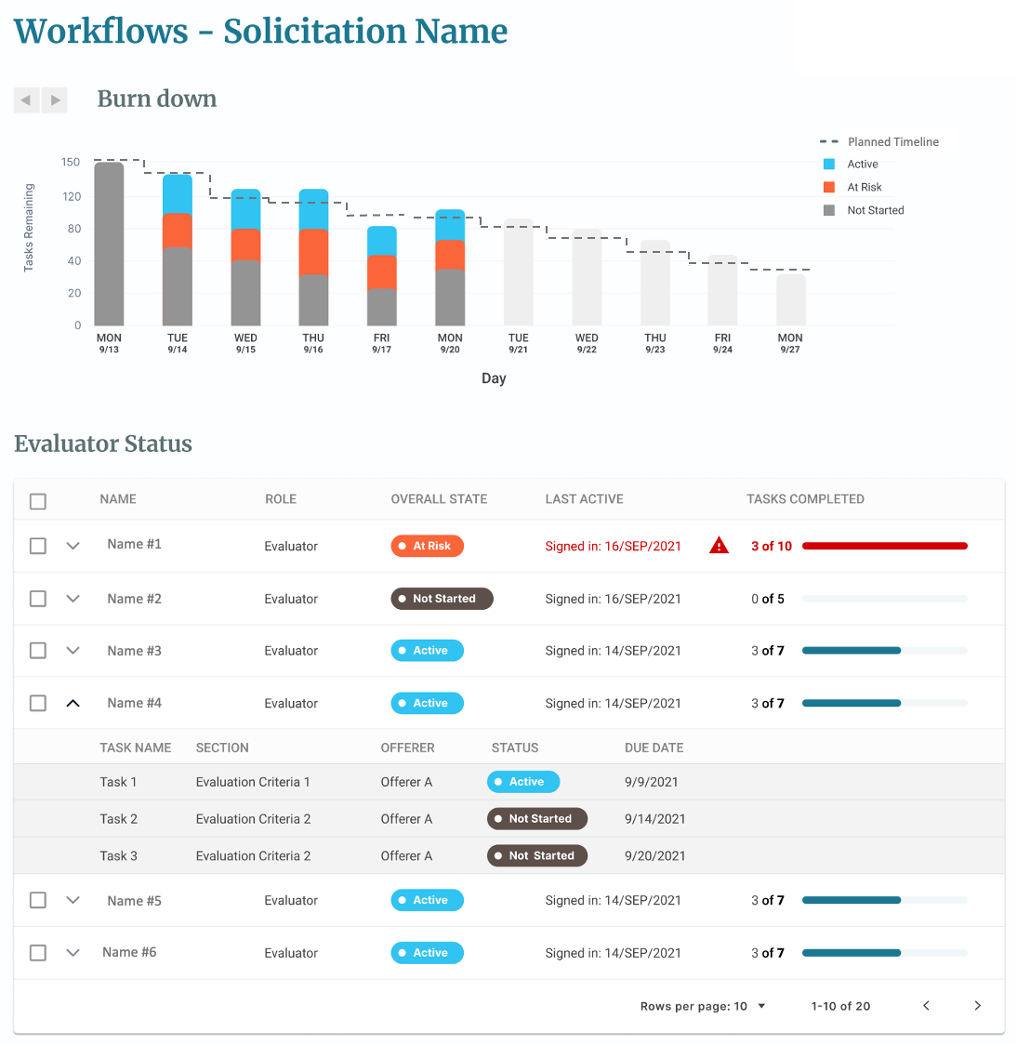 Workflows - Solicitation Name
Burn down
Planned Timeline
Active
At Risk
Not Started
Tasks Remaining
150
120
80
40
20
0
MON TUE WED THU FRI MON TUE WED THU FRI MON
9/13 9/14 9/15 9/16 9/17 9/20 9/21 9/22 9/23 9/24 9/27
Day
Evaluator Status
NAME ROLE OVERALL STATE LAST ACTIVE TASKS COMPLETED
Name #1 Evaluator At Risk Signed in: 16/SEP/2021 3 of 10
Name #2 Evaluator Not Started Signed in: 16/SEP/2021 0 of 5
Name #3 Evaluator Active Signed in: 14/SEP/2021 3 of 7
Name #4 Evaluator Active Signed in: 14/SEP/2021 3 of 7
TASK NAME SECTION OFFERER STATUS DUE DATE
Task 1 Evaluation Criteria 1 Offerer A Active 9/9/2021
Task 2 Evaluation Criteria 2 Offerer A Not Started 9/14/2021
Task 3 Evaluation Criteria 2 Offerer A Not Started 9/20/2021
Name #5 Evaluator Active Signed in: 14/SEP/2021 3 of 7
Name #6 Evaluator Active Signed in: 14/SEP/2021 3 of 7
Rows per page: 10 1-10 of 20